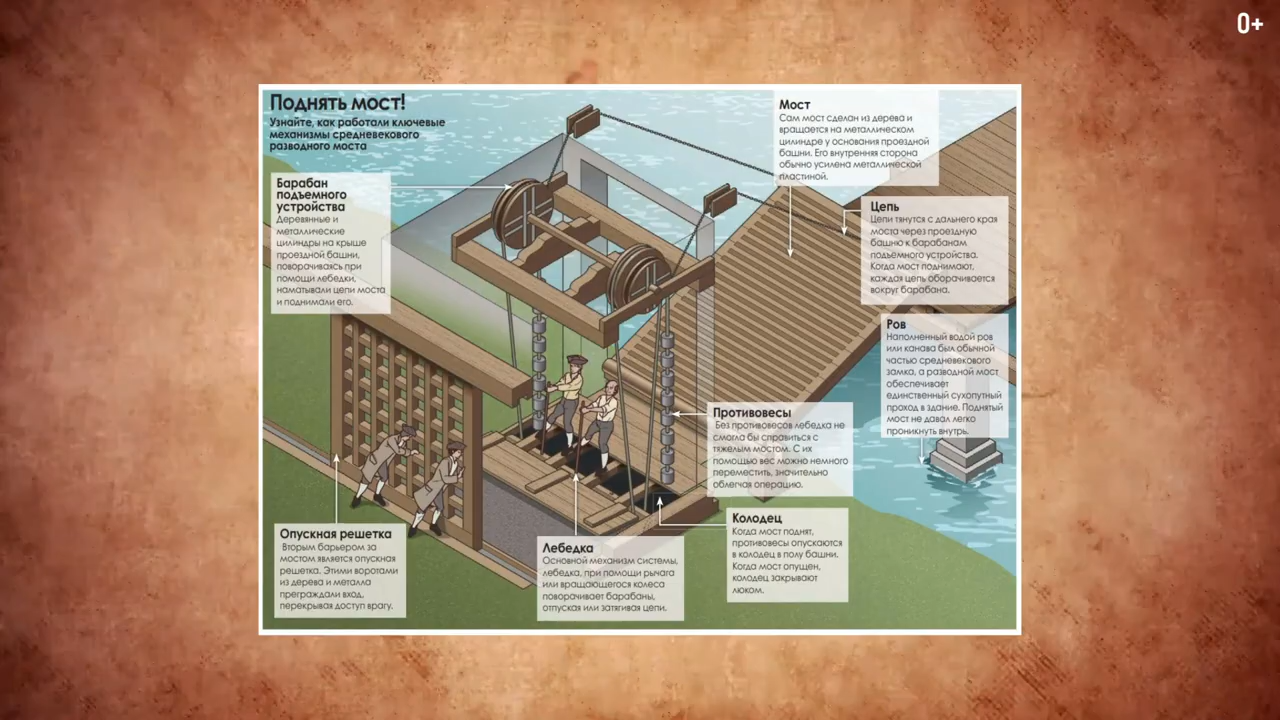 0+
Поднять мост!
Узнайте, как работали ключевые
механизмы средневекового
разводного моста
Барабан
подъемного
устройства
Деревянные и
металлические
цилиндры на крыше
проездной башни,
поворачиваясь при
помощи лебедки,
наматывали цепи моста
и поднимали его.
Мост
Сам мост сделан из дерева и
вращается на металлическом
цилиндре у основания проездной
башни. Его внутренняя сторона
обычно усилена металлической
пластиной.
Цепь
Цепи тянутся с дальнего края
моста через проездную
башню к барабанам
подъемного устройства.
Когда мост поднимают,
каждая цепь оборачивается
вокруг барабана.
Ров
Наполненный водой ров
или канава был обычной
частью средневекового
замка, а разводной мост
обеспечивает
единственный сухопутный
проход в здание. Поднятый
мост не давал легко
проникнуть внутрь.
Противовесы
Без противовесов лебедка не
смогла бы справиться с
тяжелым мостом. С их
помощью вес можно немного
переместить, значительно
облегчая операцию.
Колодец
Когда мост поднят,
противовесы опускаются
в колодец в полу башни.
Когда мост опущен,
колодец закрывают
люком.
Лебедка
Основной механизм системы,
лебедка, при помощи рычага
или вращающегося колеса
поворачивает барабаны,
отпуская или затягивая цепи.
Опускная решетка
Вторым барьером за
мостом является опускная
решетка. Этими воротами
из дерева и металла
преграждали вход,
перекрывая доступ врагу.